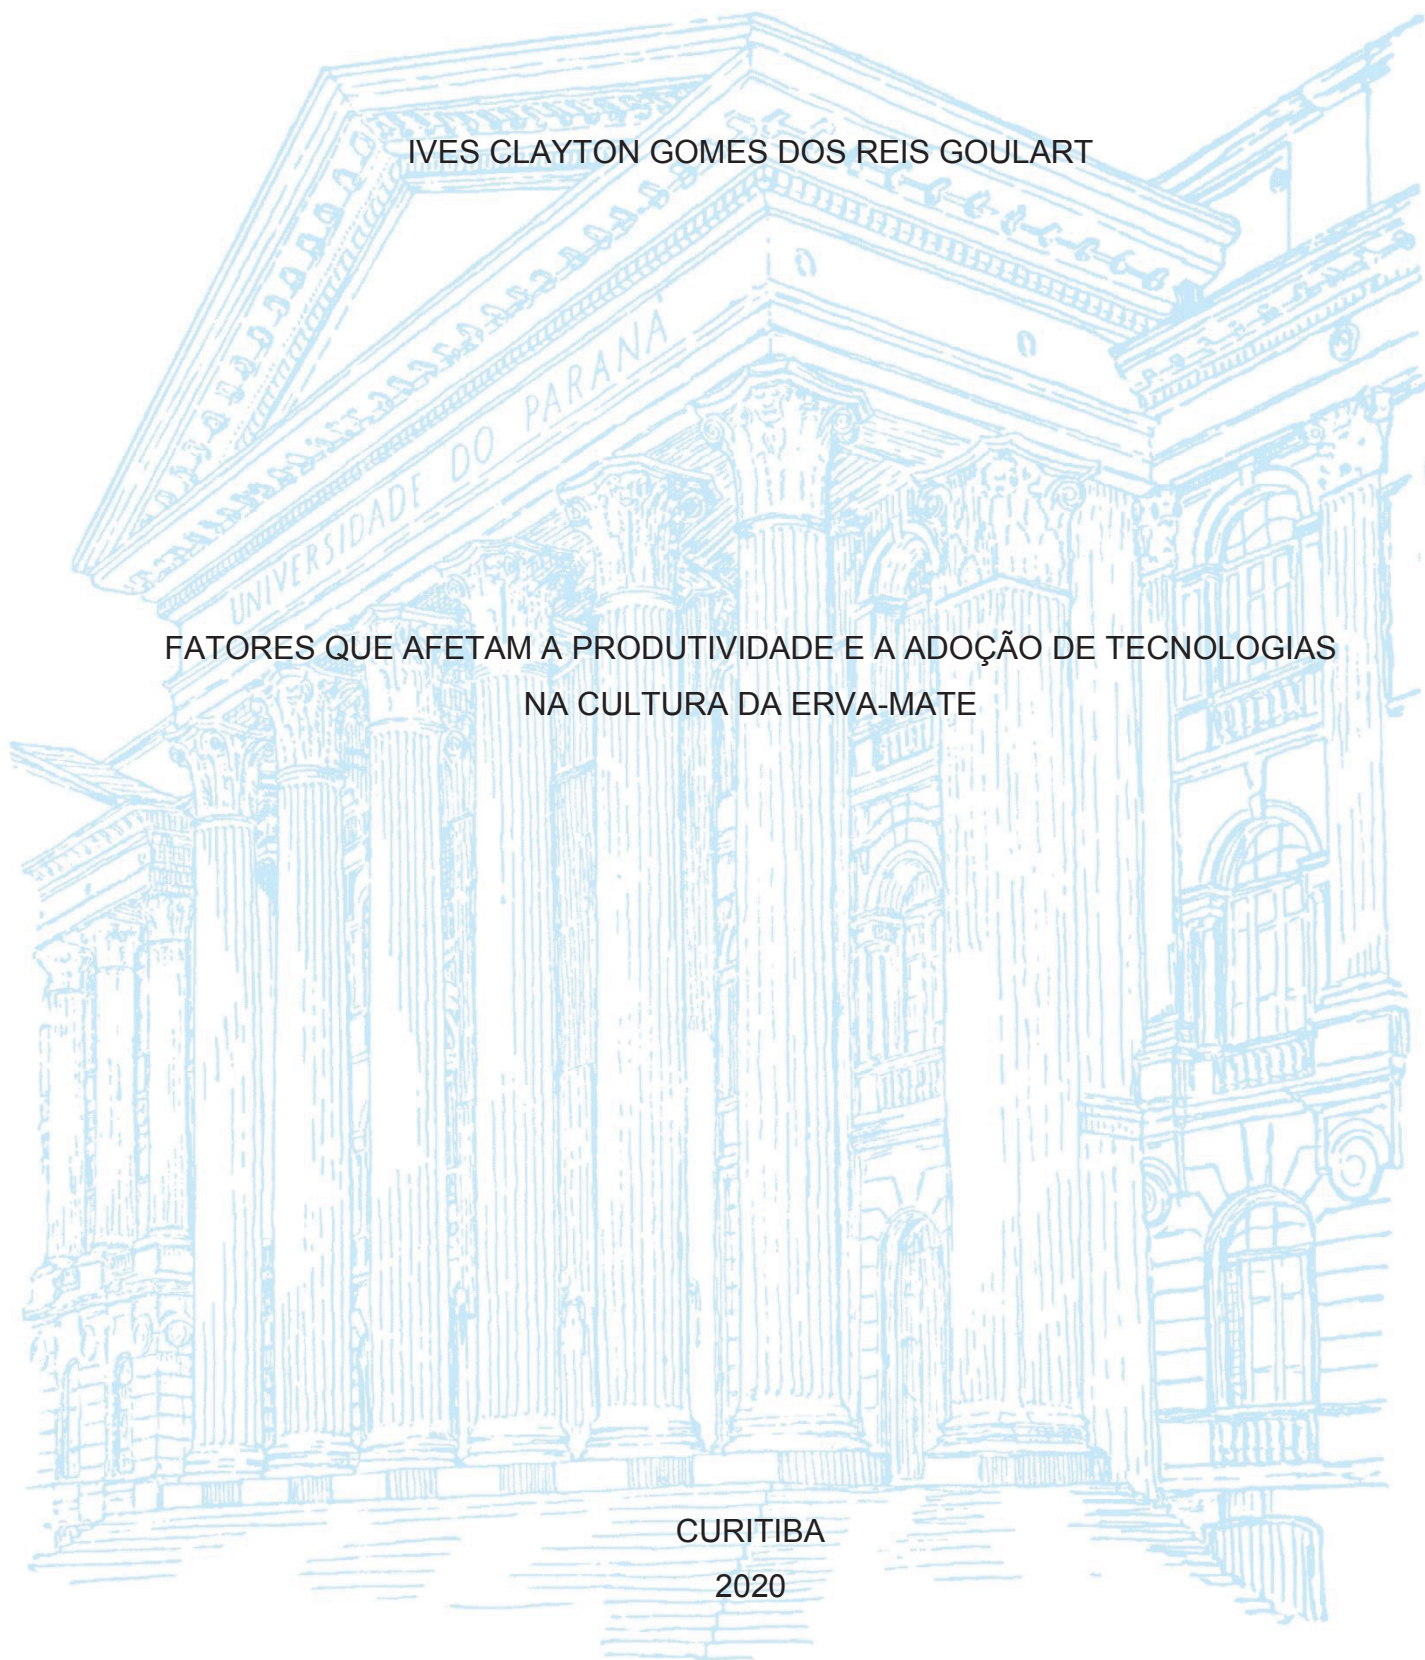 IVES CLAYTON GOMES DOS REIS GOULART
UNIVERSIDADE DO PARANÁ
FATORES QUE AFETAM A PRODUTIVIDADE E A ADOÇÃO DE TECNOLOGIAS
NA CULTURA DA ERVA-MATE
CURITIBA
2020